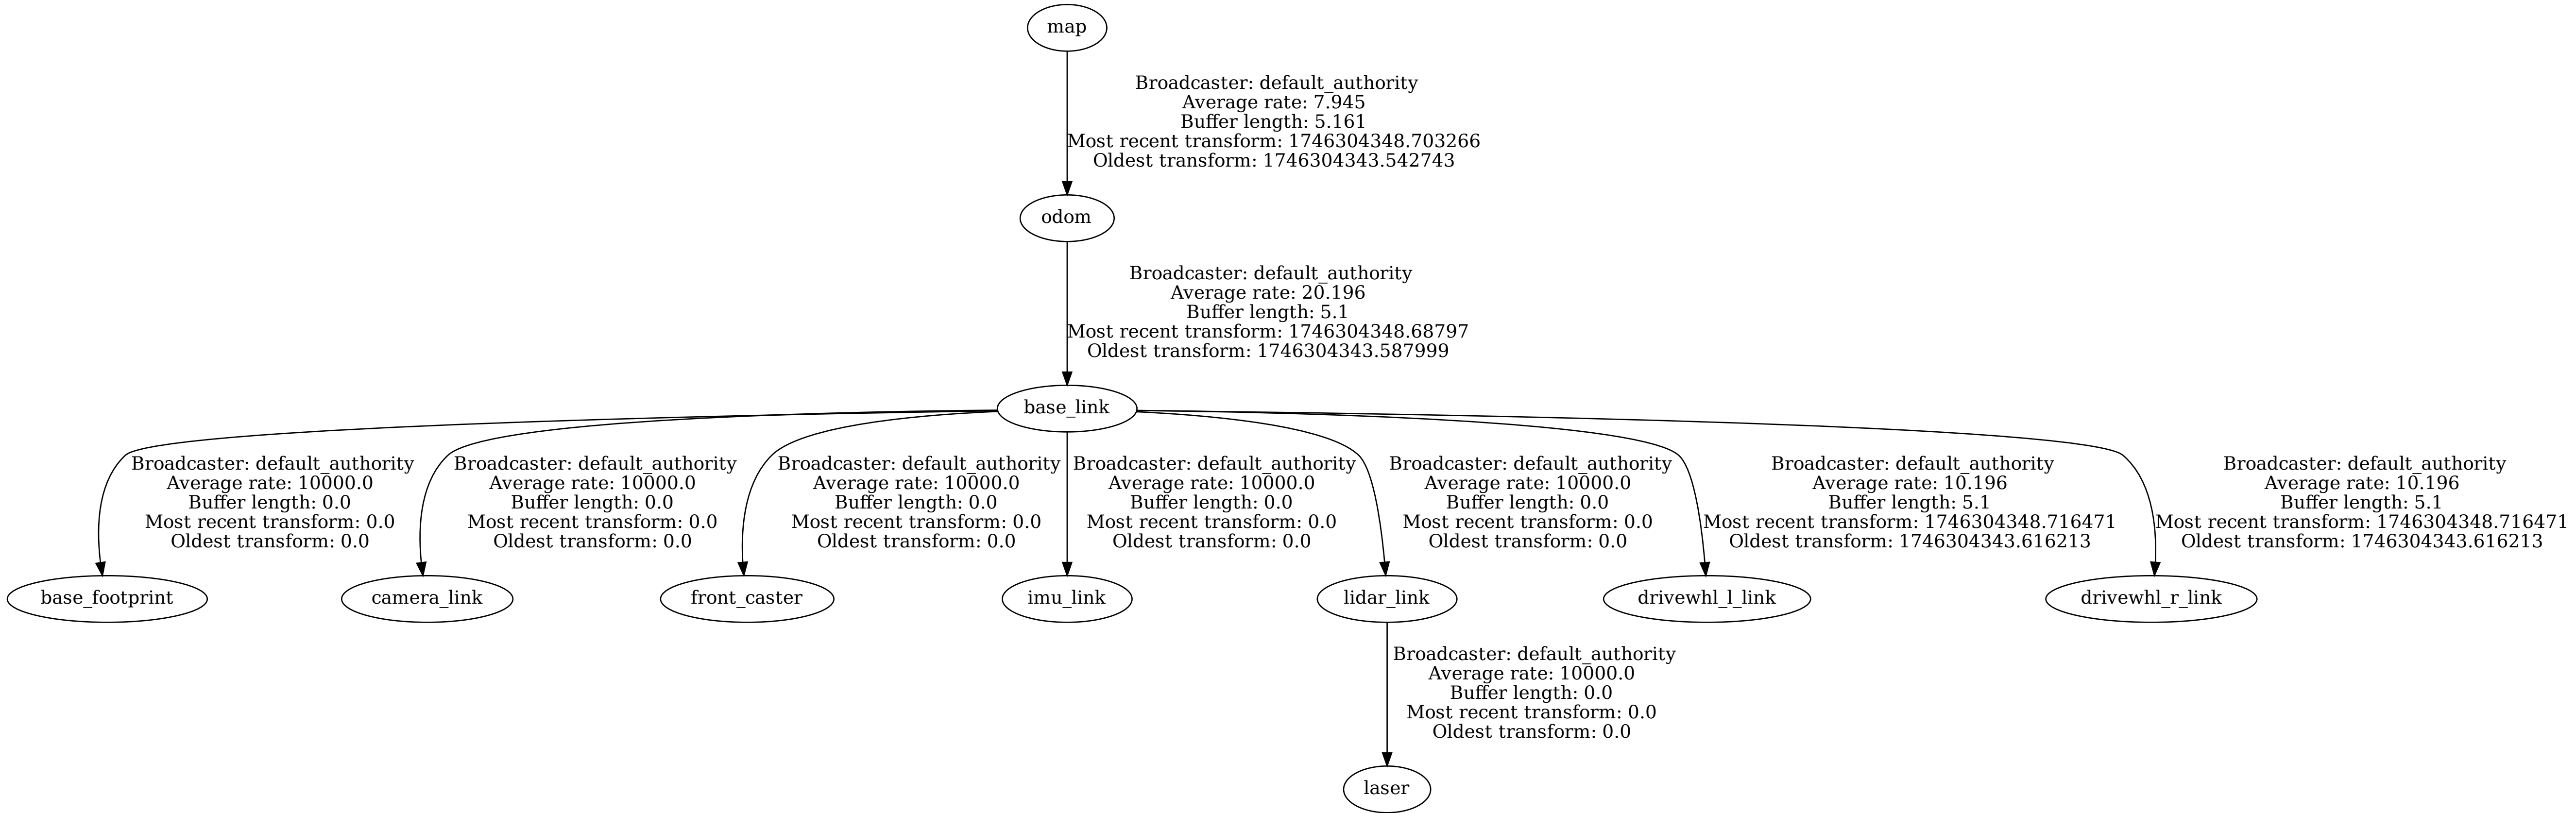 map
Broadcaster: default_authority
Average rate: 7.945
Buffer length: 5.161
Most recent transform: 1746304348.703266
Oldest transform: 1746304343.542743
odom
Broadcaster: default_authority
Average rate: 20.196
Buffer length: 5.1
Most recent transform: 1746304348.68797
Oldest transform: 1746304343.587999
base_link
Broadcaster: default_authority
Average rate: 10000.0
Buffer length: 0.0
Most recent transform: 0.0
Oldest transform: 0.0
Broadcaster: default_authority
Average rate: 10000.0
Buffer length: 0.0
Most recent transform: 0.0
Oldest transform: 0.0
Broadcaster: default_authority
Average rate: 10000.0
Buffer length: 0.0
Most recent transform: 0.0
Oldest transform: 0.0
Broadcaster: default_authority
Average rate: 10000.0
Buffer length: 0.0
Most recent transform: 0.0
Oldest transform: 0.0
Broadcaster: default_authority
Average rate: 10000.0
Buffer length: 0.0
Most recent transform: 0.0
Oldest transform: 0.0
Broadcaster: default_authority
Average rate: 10.196
Buffer length: 5.1
Most recent transform: 1746304348.716471
Oldest transform: 1746304343.616213
Broadcaster: default_authority
Average rate: 10.196
Buffer length: 5.1
Most recent transform: 1746304348.716471
Oldest transform: 1746304343.616213
base_footprint
camera_link
front_caster
imu_link
lidar_link
drivewhl_l_link
drivewhl_r_link
Broadcaster: default_authority
Average rate: 10000.0
Buffer length: 0.0
Most recent transform: 0.0
Oldest transform: 0.0
laser